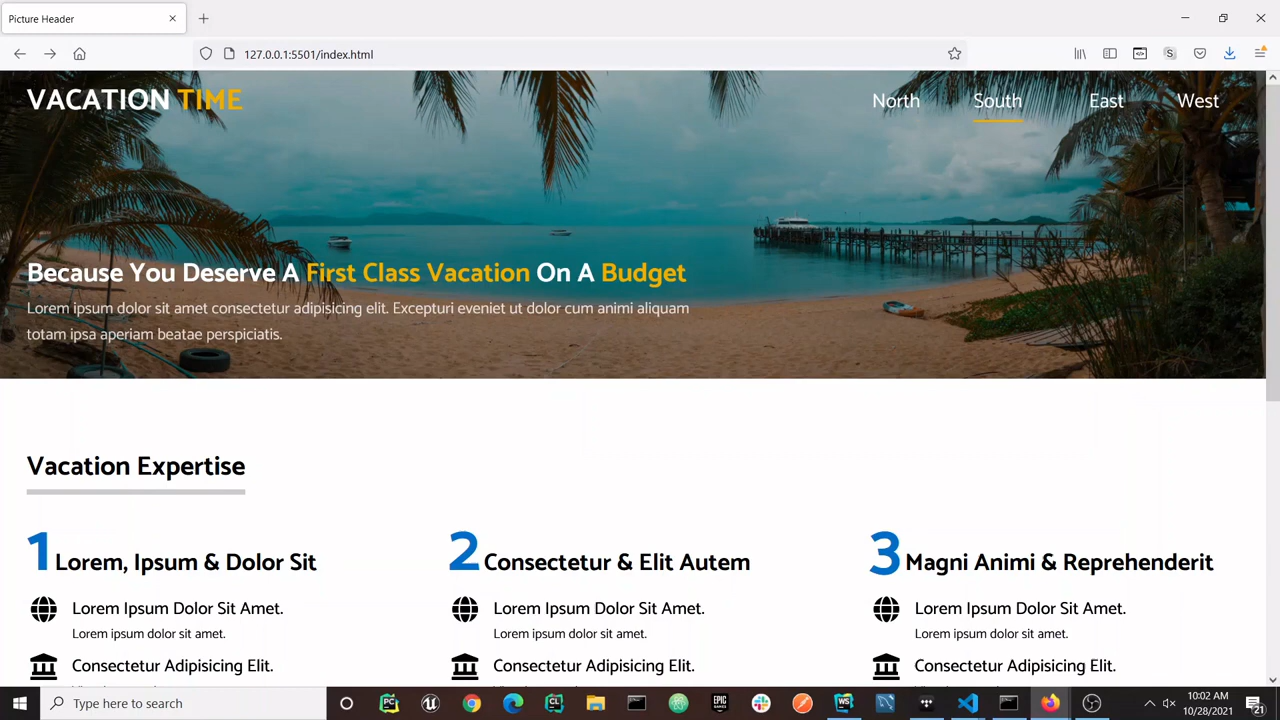 Picture Header
127.0.0.1:5501/index.html
VACATION TIME
North South East West
Because You Deserve A First Class Vacation On A Budget
Lorem ipsum dolor sit amet consectetur adipisicing elit. Excepturi eveniet ut dolor cum animi aliquam
totam ipsa aperiam beatae perspiciatis.
Vacation Expertise
1 Lorem, Ipsum & Dolor Sit
Lorem Ipsum Dolor Sit Amet.
Lorem ipsum dolor sit amet.
Consectetur Adipisicing Elit.
2 Consectetur & Elit Autem
Lorem Ipsum Dolor Sit Amet.
Lorem ipsum dolor sit amet.
Consectetur Adipisicing Elit.
3 Magni Animi & Reprehenderit
Lorem Ipsum Dolor Sit Amet.
Lorem ipsum dolor sit amet.
Consectetur Adipisicing Elit.
Type here to search
10:02 AM
10/28/2021
21